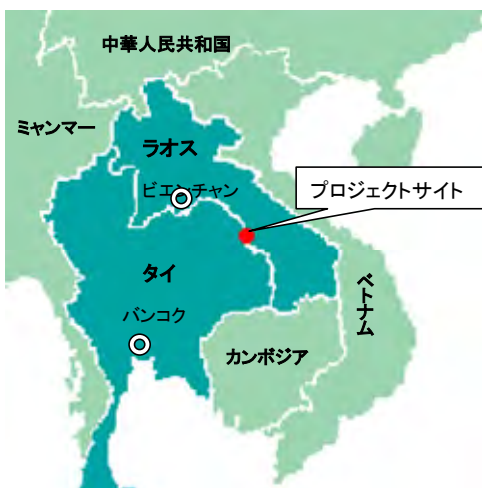 中華人民共和国
ミャンマー
ラオス
ビエンチャン
プロジェクトサイト
タイ
ベトナム
バンコク
カンボジア